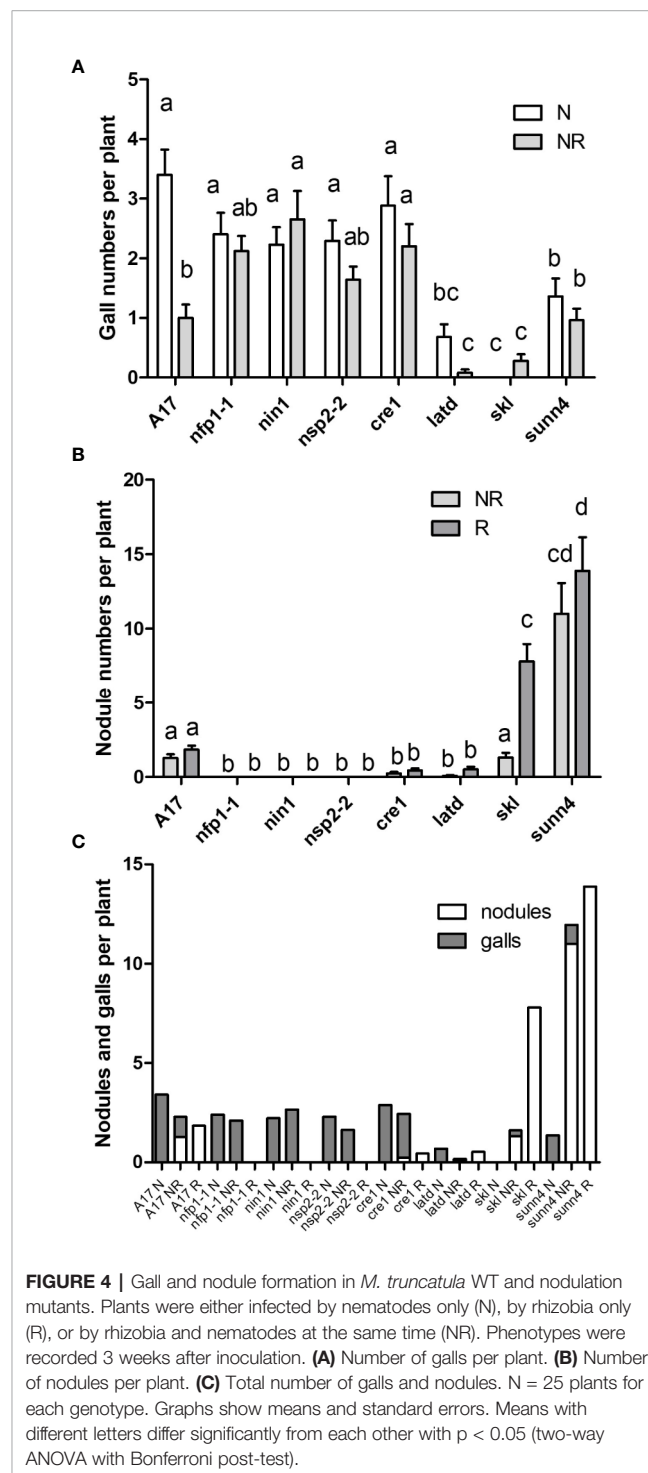 A
Gall numbers per plant
5
4
3
2
1
0
N
NR
a b a ab a a a ab a a bc c c c b b
A17 nfp1-1 nin1 nsp2-2 cre1 latd skl sunn4
B
Nodule numbers per plant
20
15
10
5
0
NR
R
a a b b b b b b b b b b a c cd d
A17 nfp1-1 nin1 nsp2-2 cre1 latd skl sunn4
C
Nodules and galls per plant
15
10
5
0
nodules
galls
A17 N
A17 NR
A17 R
nfp1-1 N
nfp1-1 NR
nfp1-1 R
nin1 N
nin1 NR
nin1 R
nsp2-2 N
nsp2-2 NR
nsp2-2 R
cre1 N
cre1 NR
cre1 R
latd N
latd NR
latd R
skl N
skl NR
skl R
sunn4 N
sunn4 NR
sunn4 R
FIGURE 4 | Gall and nodule formation in M. truncatula WT and nodulation
mutants. Plants were either infected by nematodes only (N), by rhizobia only
(R), or by rhizobia and nematodes at the same time (NR). Phenotypes were
recorded 3 weeks after inoculation. (A) Number of galls per plant. (B) Number
of nodules per plant. (C) Total number of galls and nodules. N = 25 plants for
each genotype. Graphs show means and standard errors. Means with
different letters differ significantly from each other with p < 0.05 (two-way
ANOVA with Bonferroni post-test).